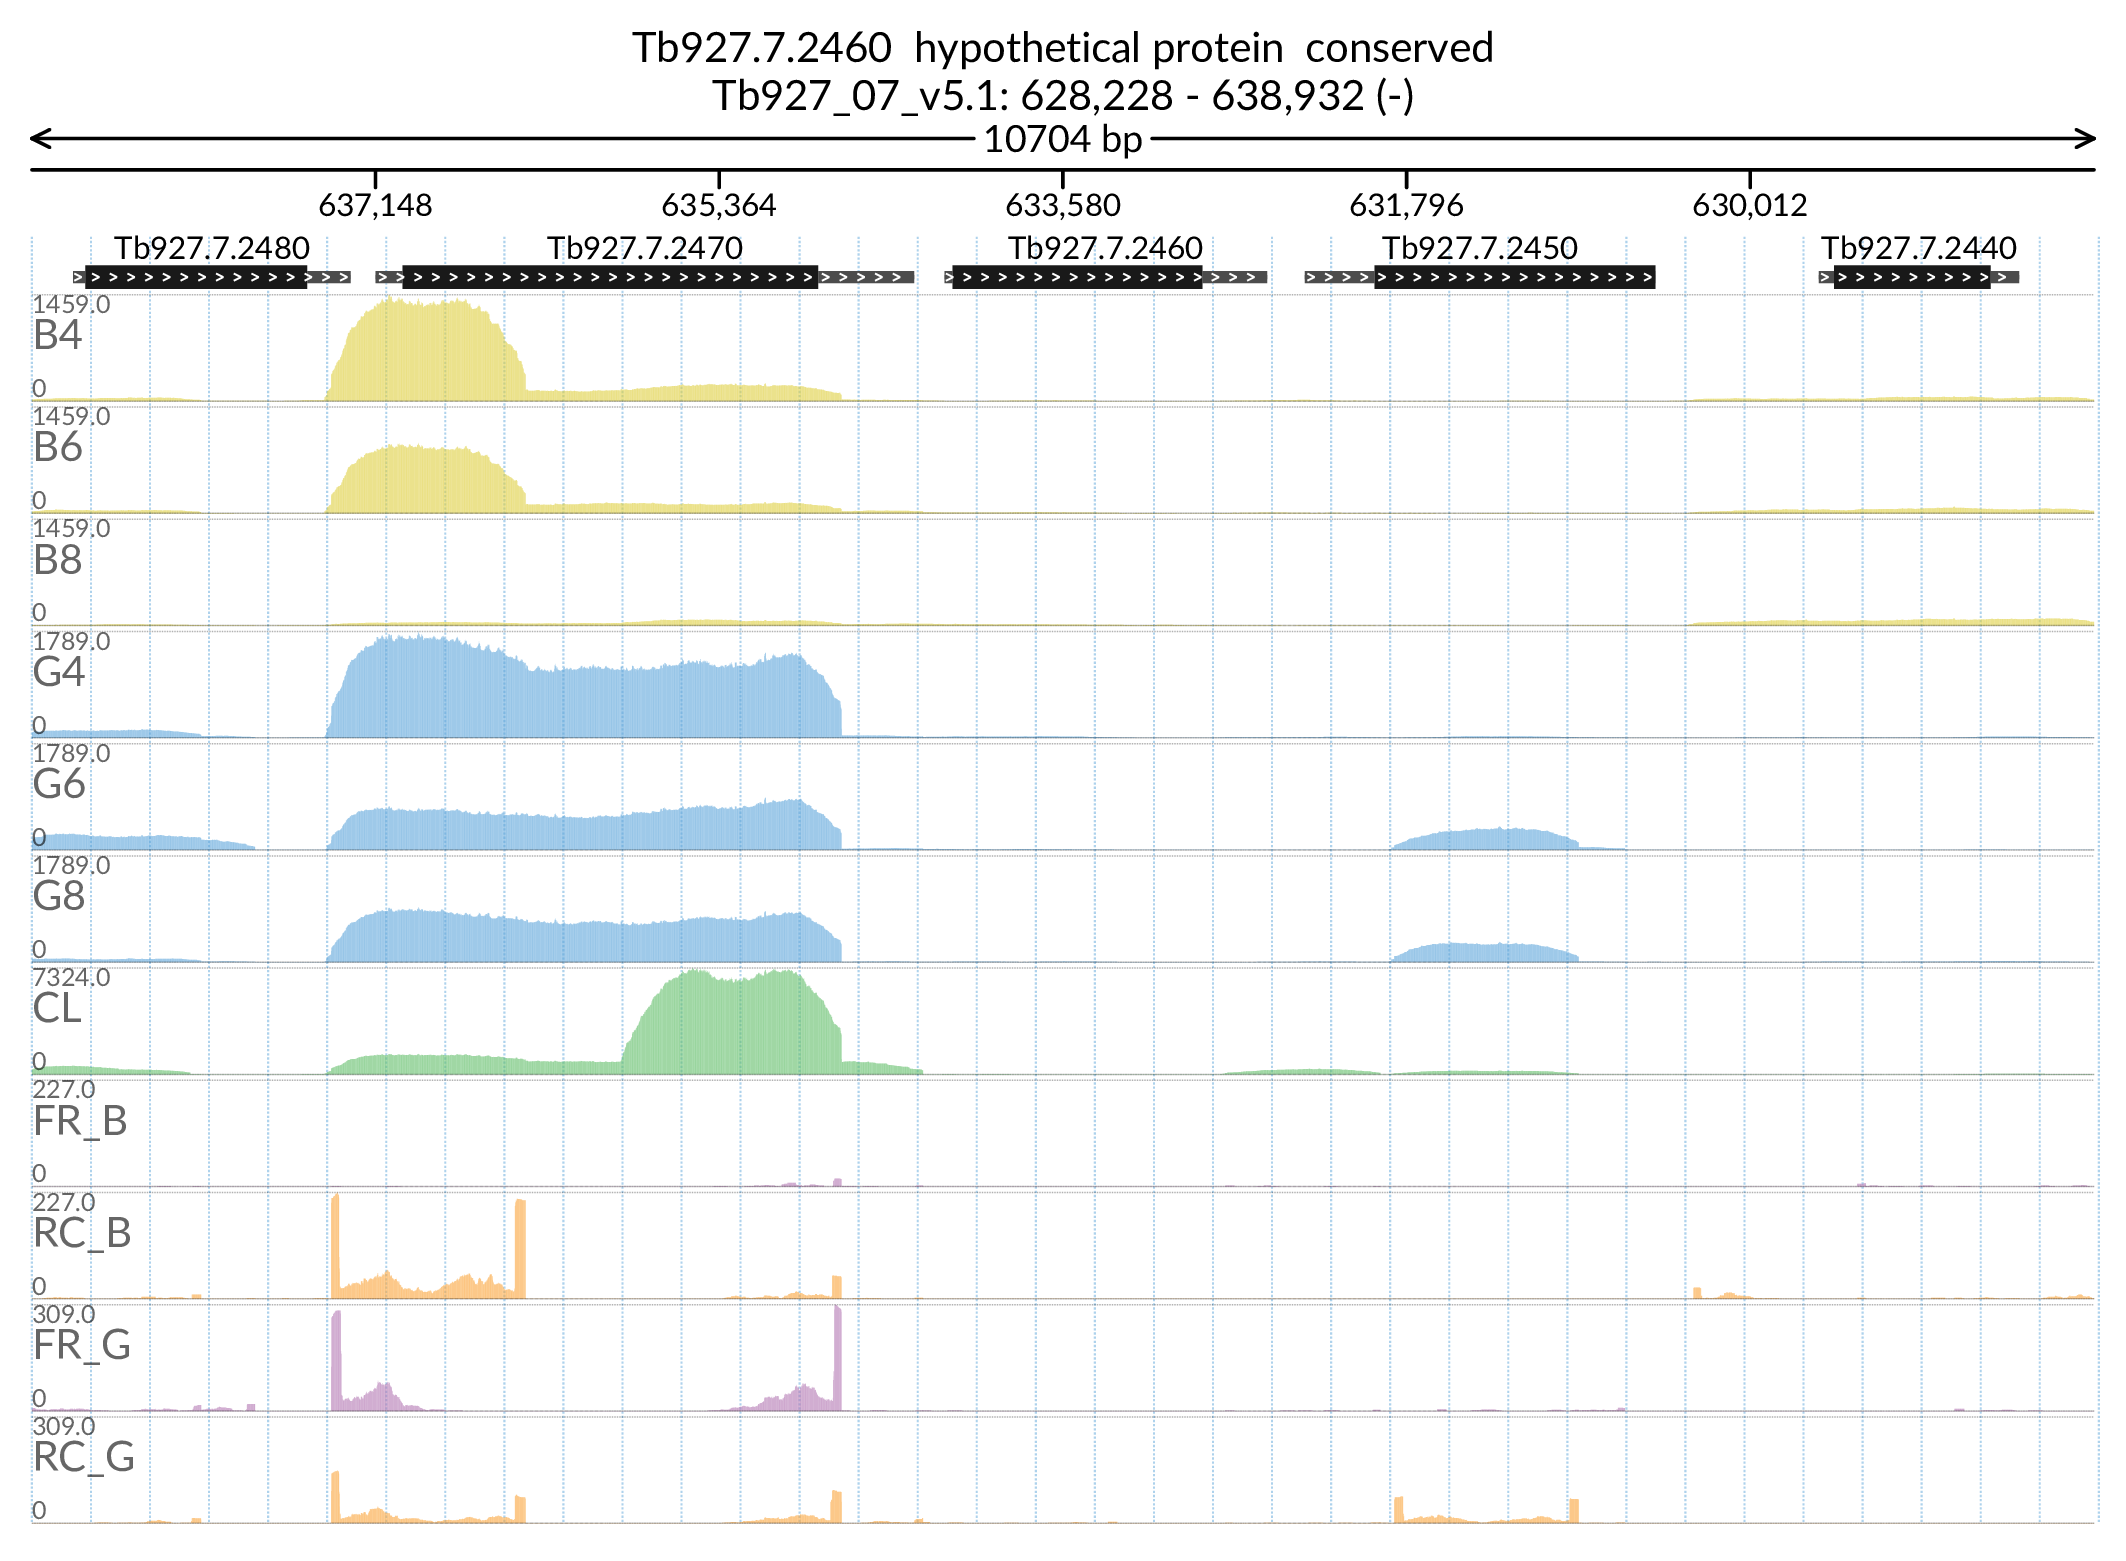 Tb927.7.2460 hypothetical protein conserved
Tb927_07_v5.1: 628,228 - 638,932 (-)
10704 bp
637,148 635,364 633,580 631,796 630,012
Tb927.7.2480 Tb927.7.2470 Tb927.7.2460 Tb927.7.2450 Tb927.7.2440
1459.0
B4
0
1459.0
B6
0
1459.0
B8
0
1789.0
G4
0
1789.0
G6
0
1789.0
G8
0
7324.0
CL
0
227.0
FR_B
0
227.0
RC_B
0
309.0
FR_G
0
309.0
RC_G
0